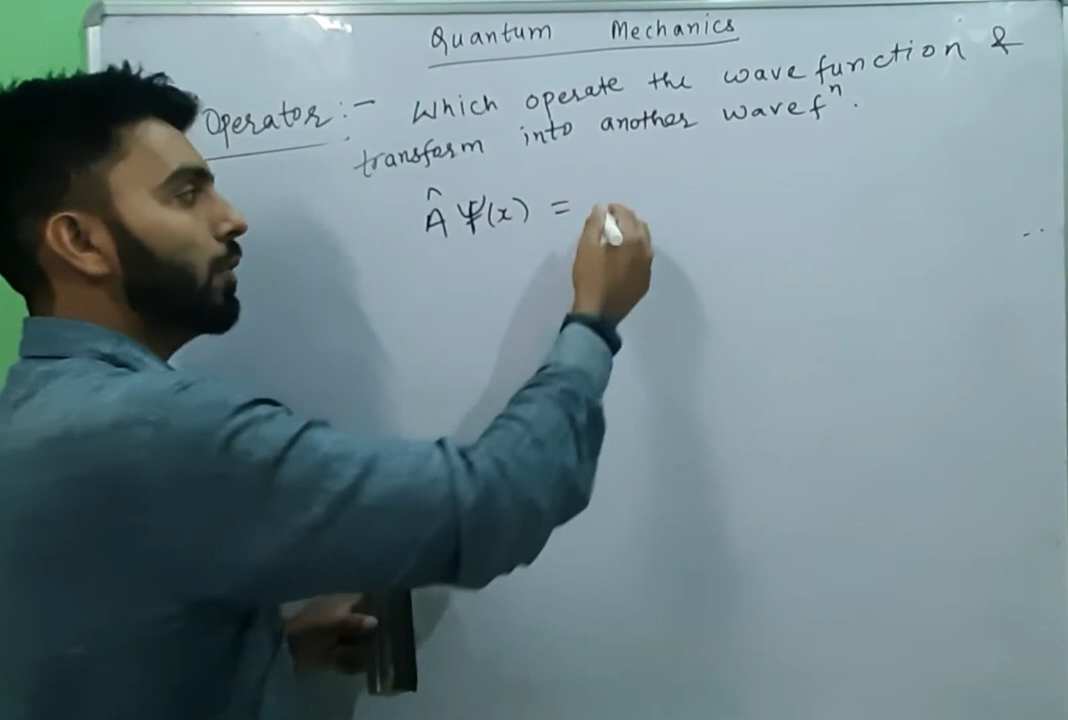 Quantum Mechanics
Operator :- Which operate the wave function &
transform into another wavefⁿ.
Â Ψ(x) =